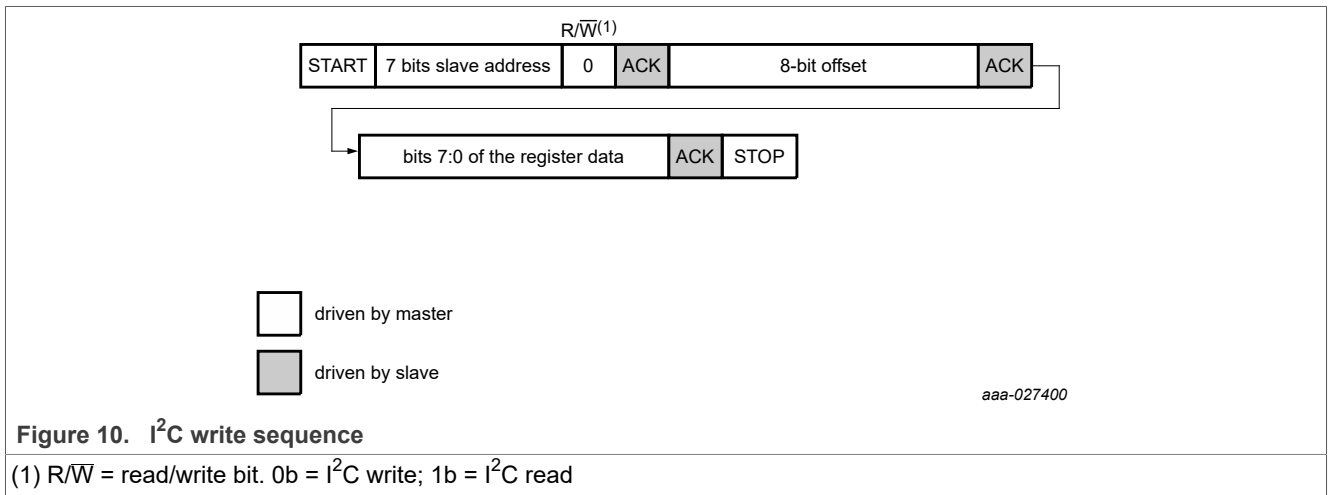 R/W̅(1)
START 7 bits slave address 0 ACK 8-bit offset ACK
bits 7:0 of the register data ACK STOP
driven by master
driven by slave
aaa-027400
Figure 10. I²C write sequence
(1) R/W̅ = read/write bit. 0b = I²C write; 1b = I²C read